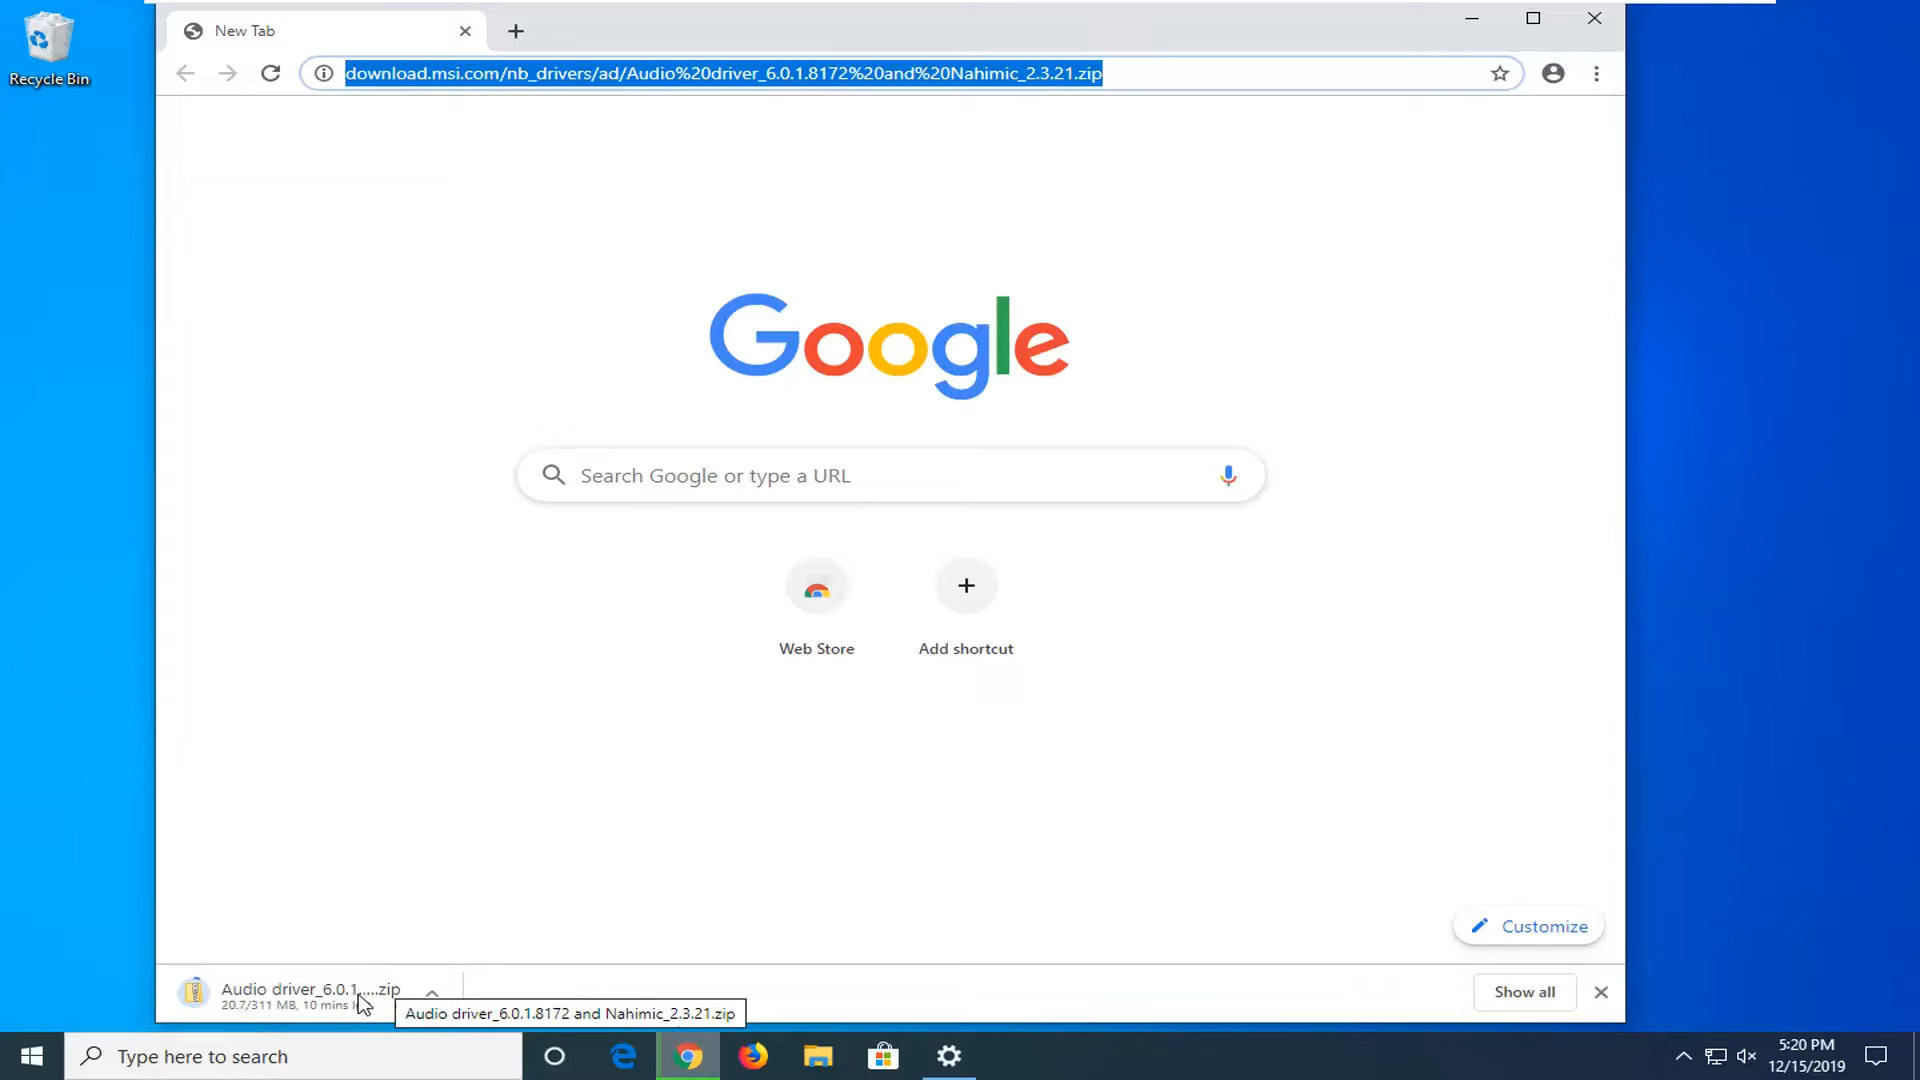 Recycle Bin
New Tab
download.msi.com/nb_drivers/ad/Audio%20driver_6.0.1.8172%20and%20Nahimic_2.3.21.zip
Google
Search Google or type a URL
Web Store
Add shortcut
Customize
Audio driver_6.0.1....zip
20.7/311 MB, 10 mins
Audio driver_6.0.1.8172 and Nahimic_2.3.21.zip
Show all
Type here to search
5:20 PM
12/15/2019